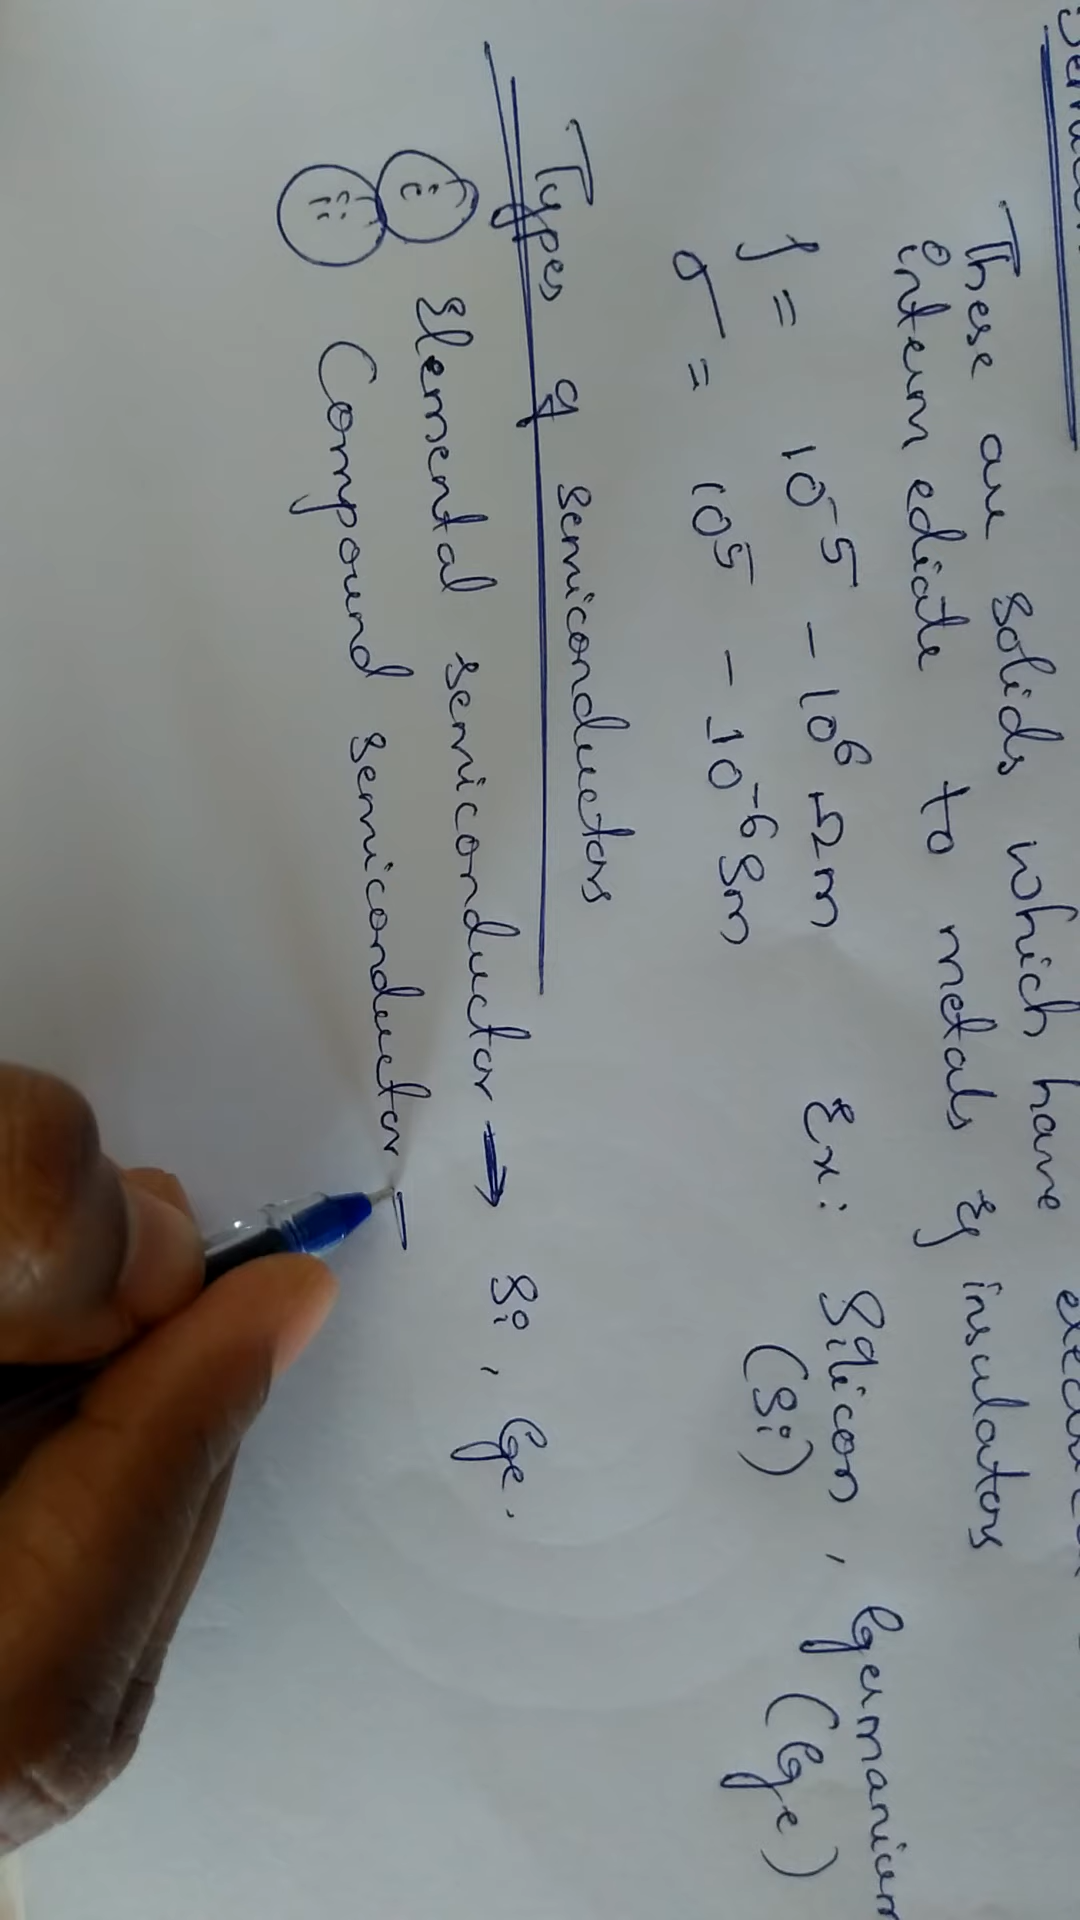 These are solids which have
intermediate to metals & insulators
ρ = 10⁻⁵ – 10⁶ Ωm Ex: Silicon, Germanium
σ = 10⁵ – 10⁻⁶ Sm (Si) (Ge)
Types of semiconductors
(i) Elemental semiconductor → Si, Ge.
(ii) Compound semiconductor